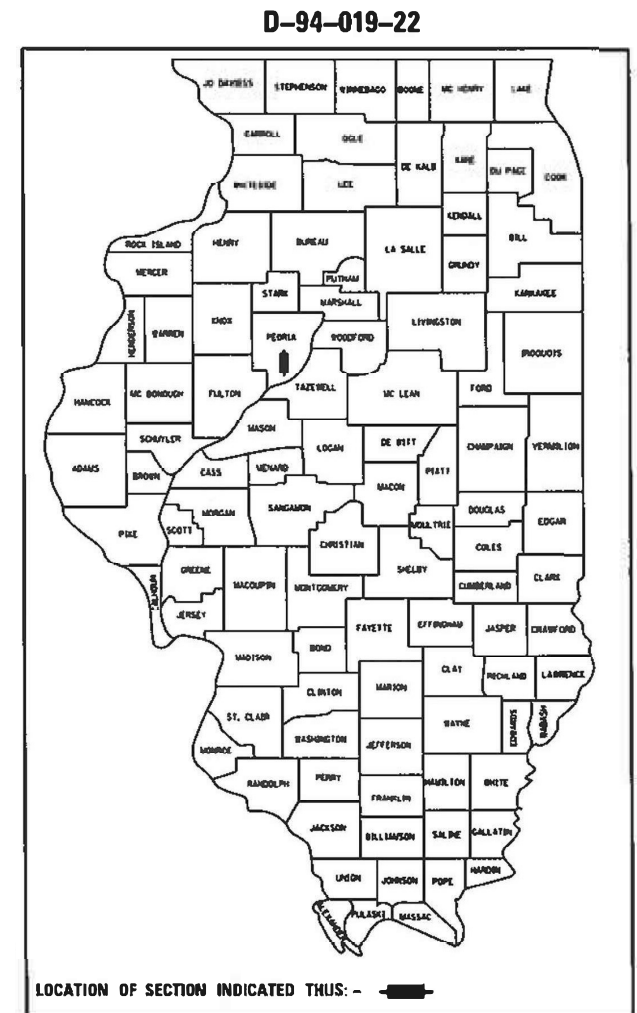 D-94-019-22
JO DAVIESS STEPHENSON WINNEBAGO BOONE MC HENRY LAKE
CARROLL OGLE DE KALB KANE DU PAGE COOK
WHITESIDE LEE
KENDALL
ROCK ISLAND HENRY BUREAU LA SALLE GRUNDY WILL
MERCER PUTNAM
STARK MARSHALL KANKAKEE
HENDERSON WARREN KNOX PEORIA WOODFORD LIVINGSTON
IROQUOIS
HANCOCK MC DONOUGH FULTON TAZEWELL MC LEAN FORD
MASON
SCHUYLER LOGAN DE WITT CHAMPAIGN VERMILION
ADAMS BROWN CASS MENARD PIATT
MACON
MORGAN SANGAMON DOUGLAS
PIKE SCOTT CHRISTIAN MOULTRIE EDGAR
COLES
GREENE SHELBY
CALHOUN MACOUPIN MONTGOMERY CUMBERLAND CLARK
JERSEY
FAYETTE EFFINGHAM JASPER CRAWFORD
MADISON BOND
CLAY RICHLAND LAWRENCE
CLINTON MARION
ST. CLAIR WAYNE EDWARDS WABASH
WASHINGTON JEFFERSON
MONROE
RANDOLPH PERRY HAMILTON WHITE
FRANKLIN
JACKSON WILLIAMSON SALINE GALLATIN
HARDIN
UNION JOHNSON POPE
ALEXANDER PULASKI MASSAC
LOCATION OF SECTION INDICATED THUS: -